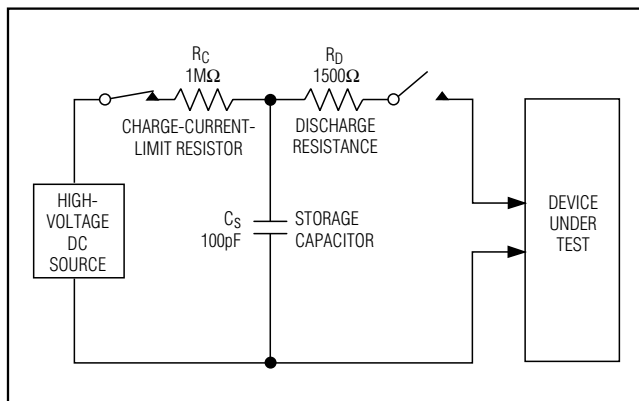 R_C
1MΩ
CHARGE-CURRENT-
LIMIT RESISTOR
R_D
1500Ω
DISCHARGE
RESISTANCE
HIGH-
VOLTAGE
DC
SOURCE
C_S
100pF
STORAGE
CAPACITOR
DEVICE
UNDER
TEST